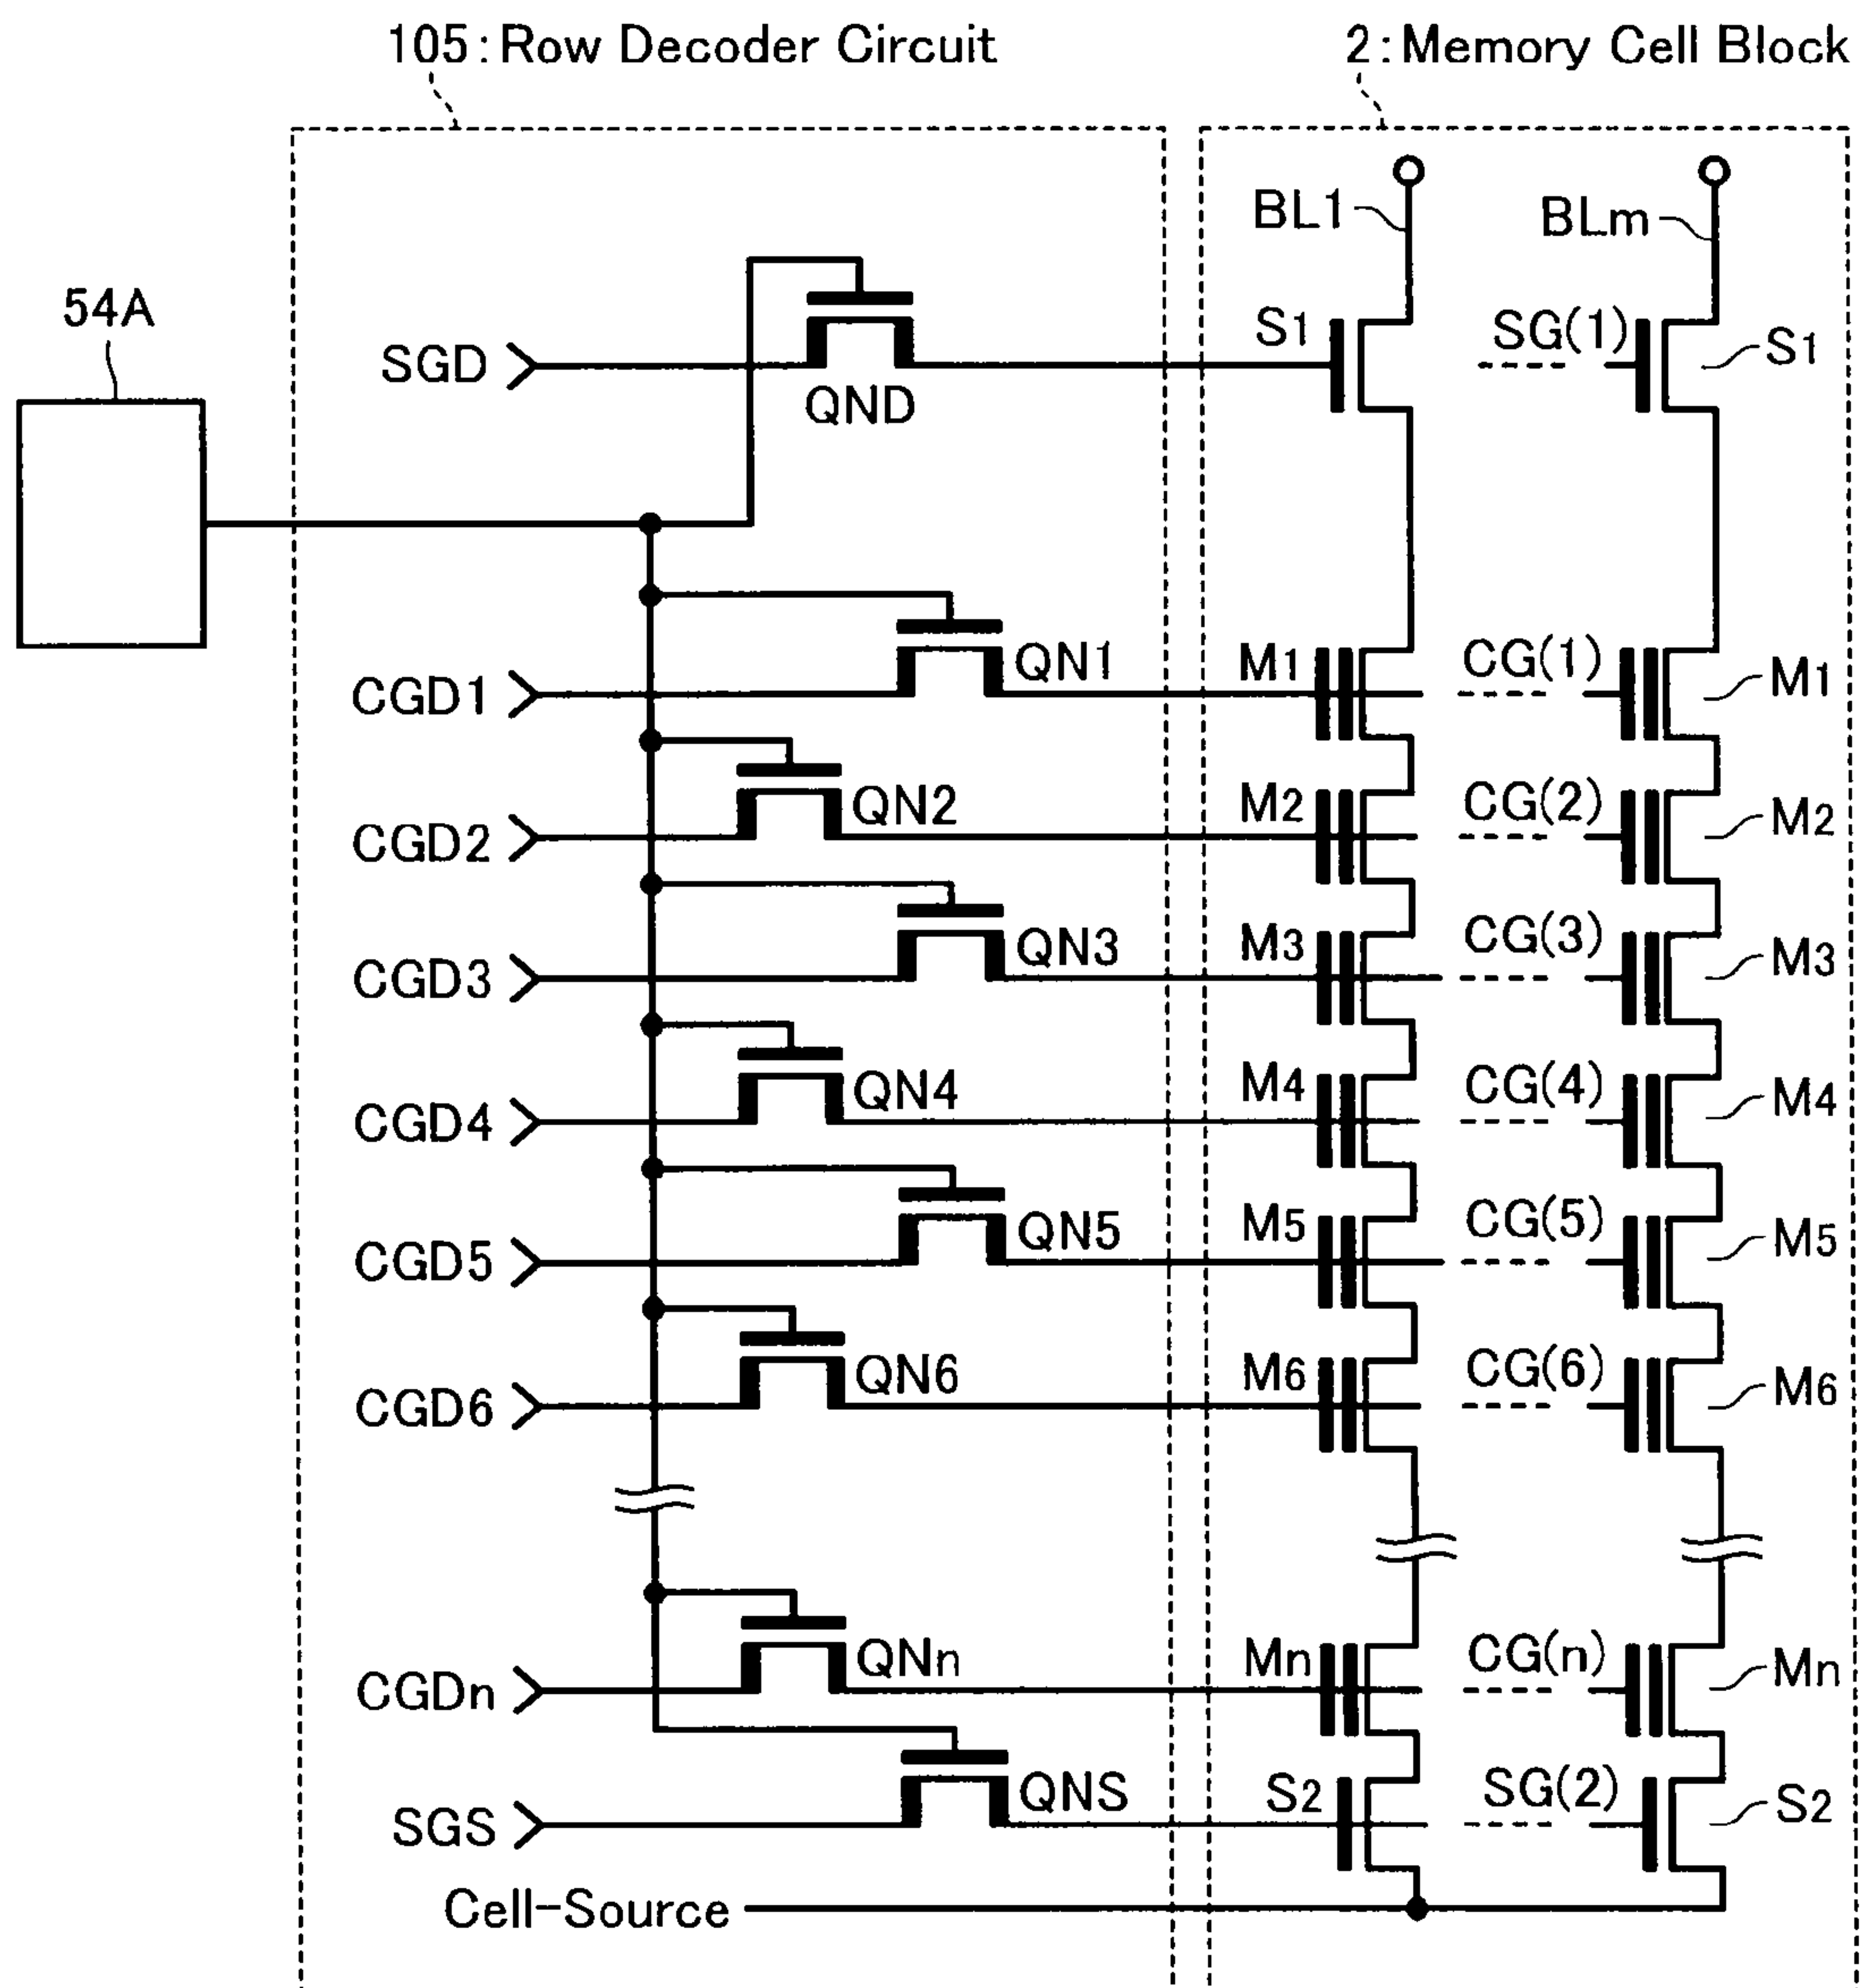 105:Row Decoder Circuit
2:Memory Cell Block
BL1
BLm
54A
SGD
QND
S1
SG(1)
S1
CGD1
QN1
M1
CG(1)
M1
CGD2
QN2
M2
CG(2)
M2
CGD3
QN3
M3
CG(3)
M3
CGD4
QN4
M4
CG(4)
M4
CGD5
QN5
M5
CG(5)
M5
CGD6
QN6
M6
CG(6)
M6
CGDn
QNn
Mn
CG(n)
Mn
SGS
QNS
S2
SG(2)
S2
Cell-Source